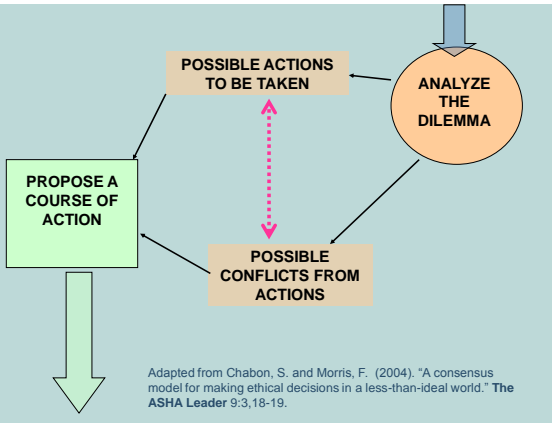 POSSIBLE ACTIONS
TO BE TAKEN
ANALYZE
THE
DILEMMA
PROPOSE A
COURSE OF
ACTION
POSSIBLE
CONFLICTS FROM
ACTIONS
Adapted from Chabon, S. and Morris, F. (2004). “A consensus
model for making ethical decisions in a less-than-ideal world.” The
ASHA Leader 9:3,18-19.